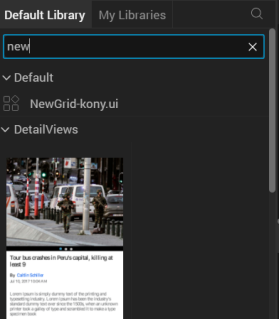 Default Library
My Libraries
new
Default
NewGrid-kony.ui
DetailViews
Tour bus crashes in Peru's capital, killing at
least 9
By
Lorem Ipsum is simply dummy text of the printing and
typesetting industry. Lorem Ipsum has been the industry's
standard dummy text ever since the 1500s, when an unknown
printer took a galley of type and scrambled it to make a type
specimen book